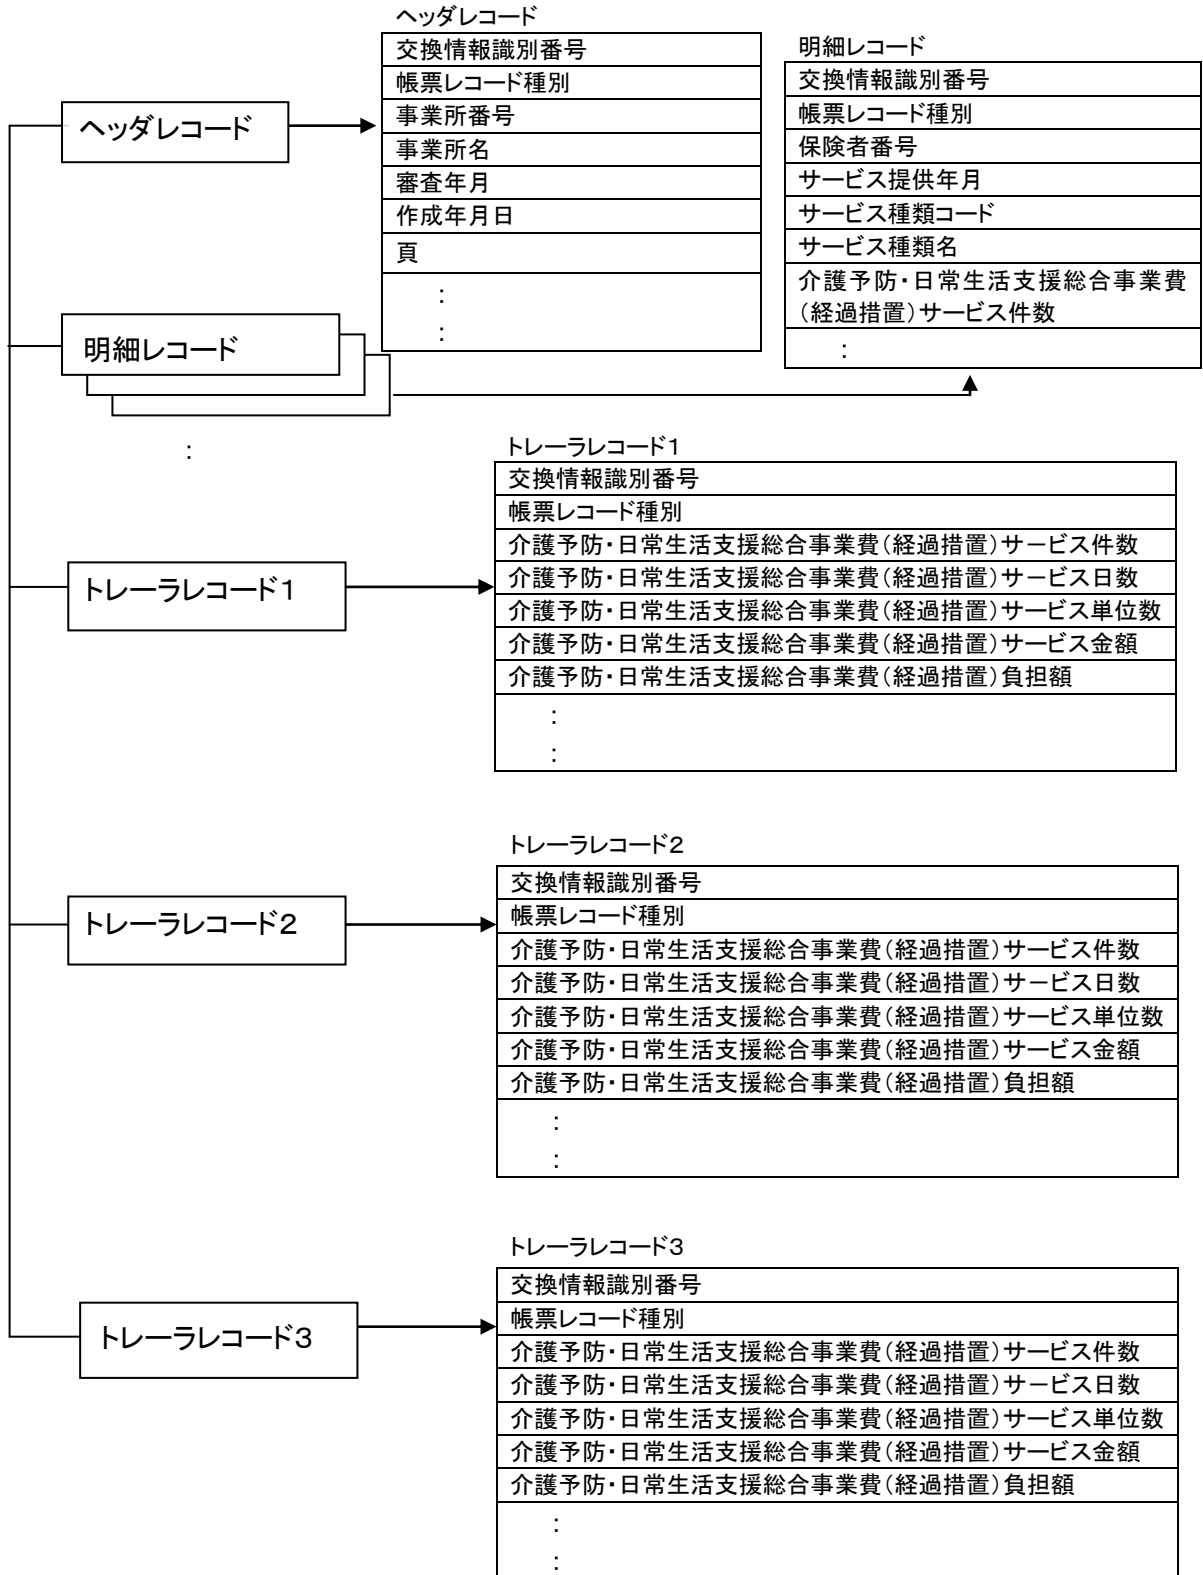 ヘッダレコード
交換情報識別番号
帳票レコード種別
事業所番号
事業所名
審査年月
作成年月日
頁
:
:
明細レコード
交換情報識別番号
帳票レコード種別
保険者番号
サービス提供年月
サービス種類コード
サービス種類名
介護予防・日常生活支援総合事業費
(経過措置)サービス件数
:
ヘッダレコード
明細レコード
:
トレーラレコード1
トレーラレコード1
交換情報識別番号
帳票レコード種別
介護予防・日常生活支援総合事業費(経過措置)サービス件数
介護予防・日常生活支援総合事業費(経過措置)サービス日数
介護予防・日常生活支援総合事業費(経過措置)サービス単位数
介護予防・日常生活支援総合事業費(経過措置)サービス金額
介護予防・日常生活支援総合事業費(経過措置)負担額
:
:
トレーラレコード2
トレーラレコード2
交換情報識別番号
帳票レコード種別
介護予防・日常生活支援総合事業費(経過措置)サービス件数
介護予防・日常生活支援総合事業費(経過措置)サービス日数
介護予防・日常生活支援総合事業費(経過措置)サービス単位数
介護予防・日常生活支援総合事業費(経過措置)サービス金額
介護予防・日常生活支援総合事業費(経過措置)負担額
:
:
トレーラレコード3
トレーラレコード3
交換情報識別番号
帳票レコード種別
介護予防・日常生活支援総合事業費(経過措置)サービス件数
介護予防・日常生活支援総合事業費(経過措置)サービス日数
介護予防・日常生活支援総合事業費(経過措置)サービス単位数
介護予防・日常生活支援総合事業費(経過措置)サービス金額
介護予防・日常生活支援総合事業費(経過措置)負担額
:
: